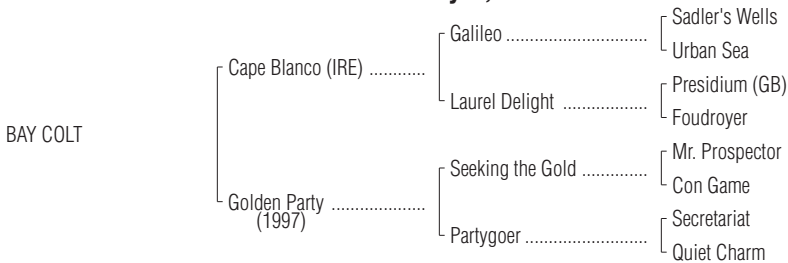 Sadler's Wells
Galileo ..............................
Urban Sea
Cape Blanco (IRE) ............
Presidium (GB)
Laurel Delight ..................
Foudroyer
BAY COLT
Mr. Prospector
Seeking the Gold ..............
Con Game
Golden Party ....................
(1997)
Secretariat
Partygoer ..........................
Quiet Charm